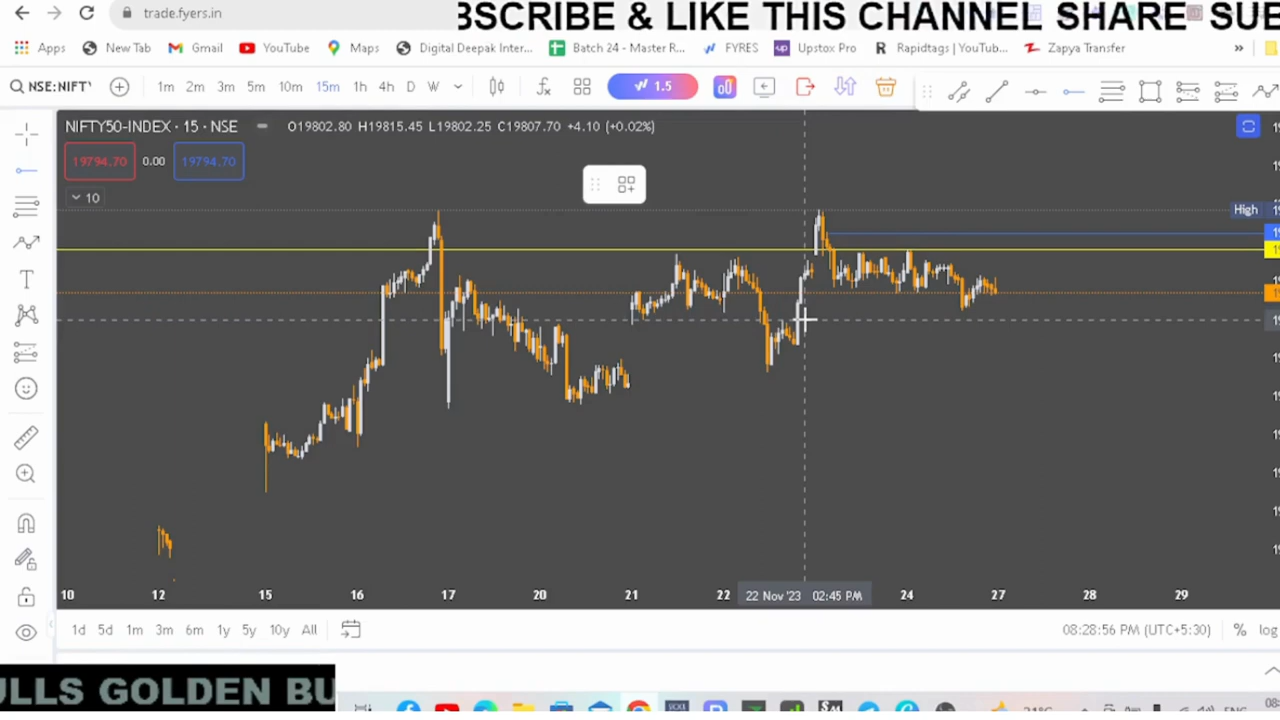 BSCRIBE & LIKE THIS CHANNEL SHARE SUE
trade.fyers.in
Apps New Tab Gmail YouTube Maps Digital Deepak Inter... Batch 24 - Master R... FYRES Upstox Pro Rapidtags | YouTub... Zapya Transfer »
NSE:NIFTY 1m 2m 3m 5m 10m 15m 1h 4h D W 1.5
NIFTY50-INDEX · 15 · NSE O19802.80 H19815.45 L19802.25 C19807.70 +4.10 (+0.02%)
19794.70 0.00 19794.70
10
High
10 12 15 16 17 20 21 22 22 Nov '23 02:45 PM 24 27 28 29
1d 5d 1m 3m 6m 1y 5y 10y All 08:28:56 PM (UTC+5:30) % log
ULLS GOLDEN BU